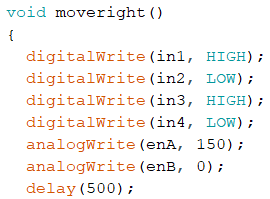 void moveright()
{
  digitalWrite(in1, HIGH);
  digitalWrite(in2, LOW);
  digitalWrite(in3, HIGH);
  digitalWrite(in4, LOW);
  analogWrite(enA, 150);
  analogWrite(enB, 0);
  delay(500);